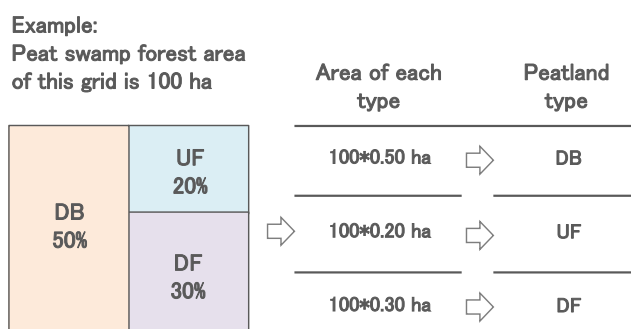 Example:
Peat swamp forest area
of this grid is 100 ha
Area of each
type
Peatland
type
DB
50%
UF
20%
DF
30%
100*0.50 ha
DB
100*0.20 ha
UF
100*0.30 ha
DF